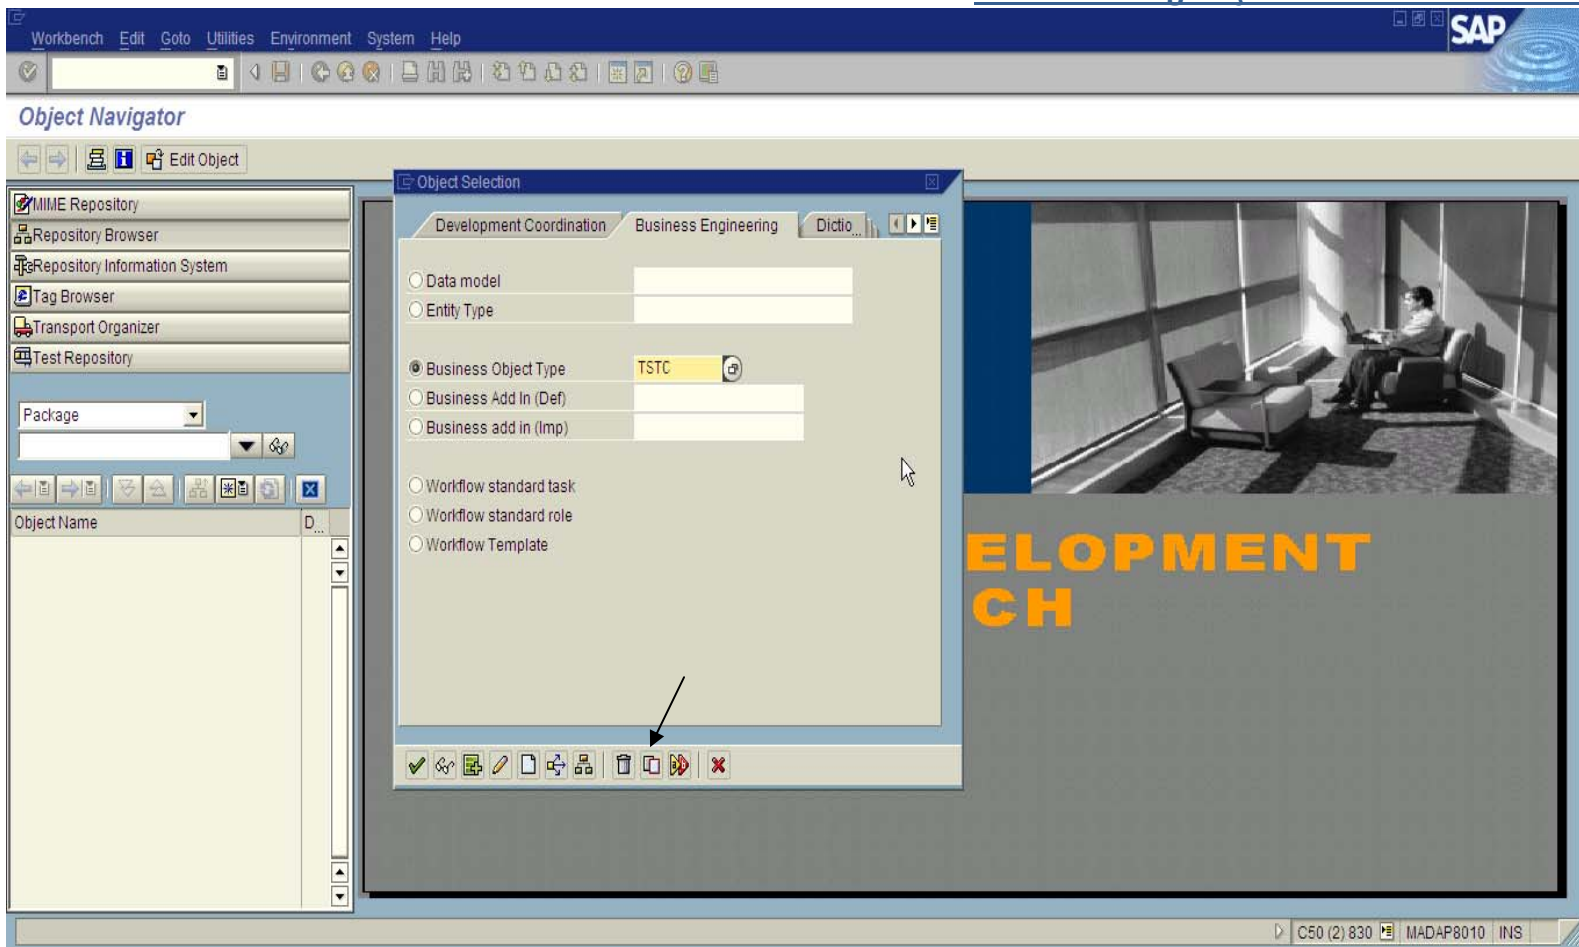 Workbench Edit Goto Utilities Environment System Help
SAP
Object Navigator
Edit Object
MIME Repository
Repository Browser
Repository Information System
Tag Browser
Transport Organizer
Test Repository
Package
Object Name D...
Object Selection
Development Coordination Business Engineering Dictio...
Data model
Entity Type
Business Object Type TSTC
Business Add In (Def)
Business add in (Imp)
Workflow standard task
Workflow standard role
Workflow Template
ELOPMENT
CH
C50 (2) 830 MADAP8010 INS